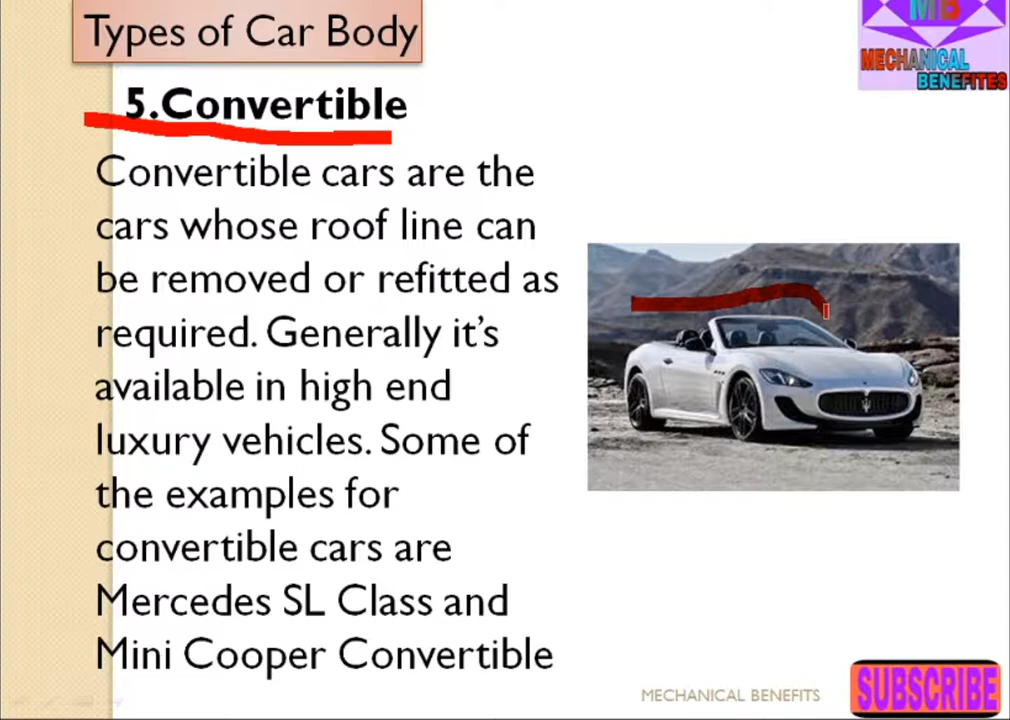 Types of Car Body
MB
MECHANICAL
BENEFITES
5.Convertible
Convertible cars are the
cars whose roof line can
be removed or refitted as
required. Generally it's
available in high end
luxury vehicles. Some of
the examples for
convertible cars are
Mercedes SL Class and
Mini Cooper Convertible
MECHANICAL BENEFITS
SUBSCRIBE